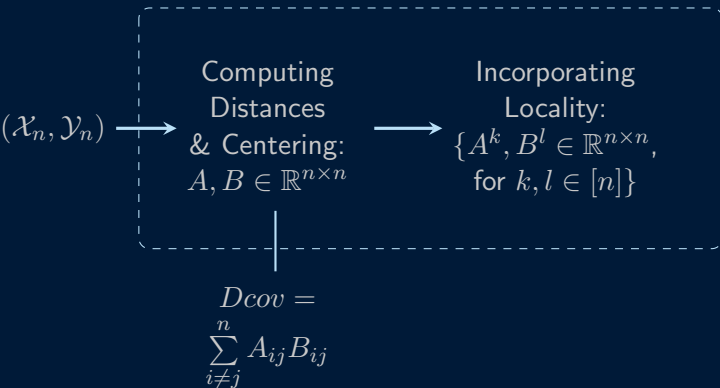 (𝒳ₙ, 𝒴ₙ)
Computing
Distances
& Centering:
A, B ∈ ℝⁿˣⁿ
Incorporating
Locality:
{Aᵏ, Bˡ ∈ ℝⁿˣⁿ,
for k, l ∈ [n]}
Dcov =
n
∑ AᵢⱼBᵢⱼ
i≠j